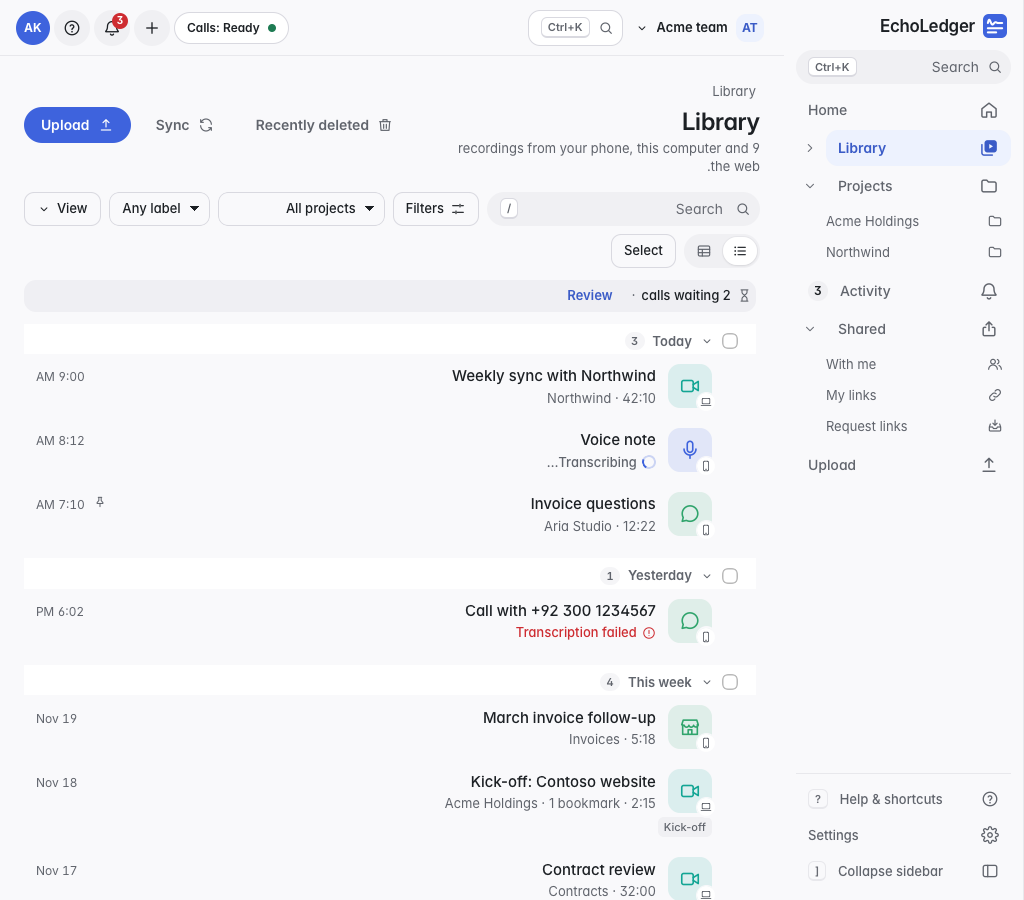 EchoLedger
Search Ctrl+K
Home
Library
Projects
Acme Holdings
Northwind
Activity 3
Shared
With me
My links
Request links
Upload
Help & shortcuts ?
Settings
Collapse sidebar ]
AT Acme team
Ctrl+K
Calls: Ready
3
AK
Library
Library
recordings from your phone, this computer and 9
.the web
Recently deleted
Sync
Upload
Search /
Filters
All projects
Any label
View
Select
calls waiting 2 · Review
Today 3
Weekly sync with Northwind
Northwind · 42:10
AM 9:00
Voice note
...Transcribing
AM 8:12
Invoice questions
Aria Studio · 12:22
AM 7:10
Yesterday 1
Call with +92 300 1234567
Transcription failed
PM 6:02
This week 4
March invoice follow-up
Invoices · 5:18
Nov 19
Kick-off: Contoso website
Acme Holdings · 1 bookmark · 2:15
Kick-off
Nov 18
Contract review
Contracts · 32:00
Nov 17